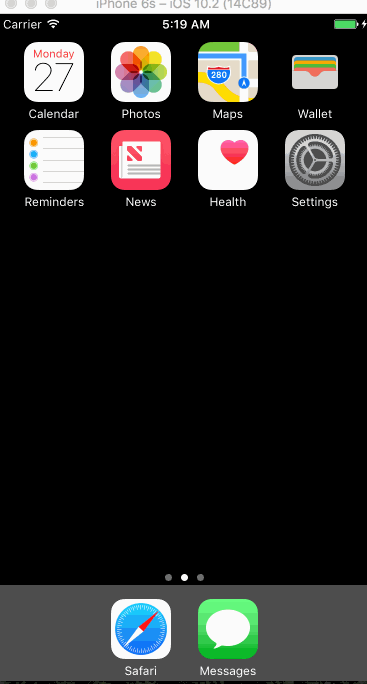 iPhone 6s – iOS 10.2 (14C89)
Carrier 5:19 AM
Monday
27
280
Calendar Photos Maps Wallet
Reminders News Health Settings
Safari Messages